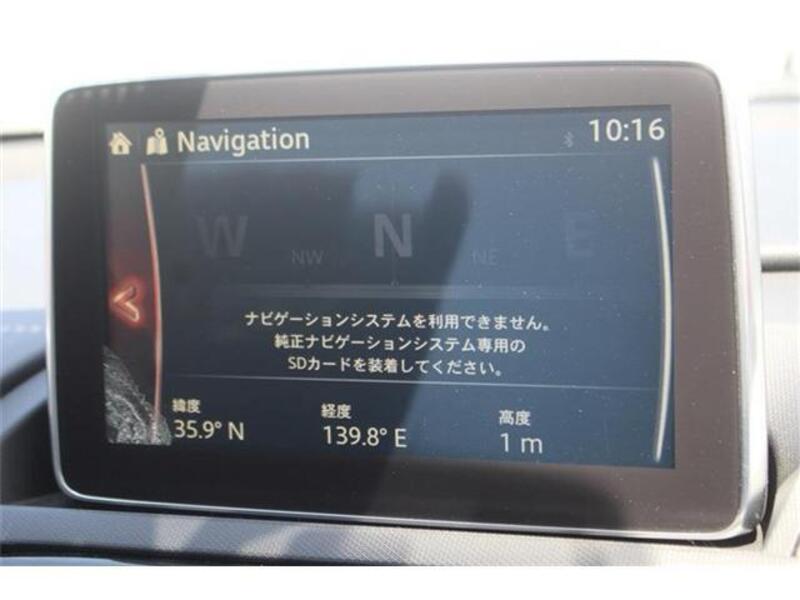 Navigation
10:16
W
NW
N
NE
E
ナビゲーションシステムを利用できません。
純正ナビゲーションシステム専用の
SDカードを装着してください。
緯度
経度
高度
35.9° N
139.8° E
1 m